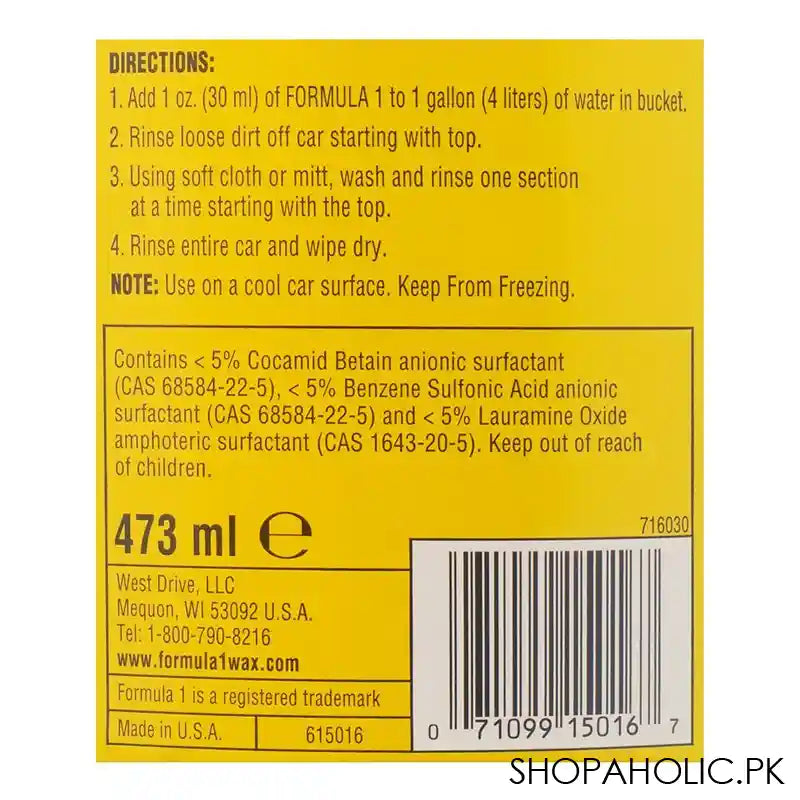 DIRECTIONS:
1. Add 1 oz. (30 ml) of FORMULA 1 to 1 gallon (4 liters) of water in bucket.
2. Rinse loose dirt off car starting with top.
3. Using soft cloth or mitt, wash and rinse one section
at a time starting with the top.
4. Rinse entire car and wipe dry.
NOTE: Use on a cool car surface. Keep From Freezing.
Contains < 5% Cocamid Betain anionic surfactant
(CAS 68584-22-5), < 5% Benzene Sulfonic Acid anionic
surfactant (CAS 68584-22-5) and < 5% Lauramine Oxide
amphoteric surfactant (CAS 1643-20-5). Keep out of reach
of children.
473 ml ℮
716030
West Drive, LLC
Mequon, WI 53092 U.S.A.
Tel: 1-800-790-8216
www.formula1wax.com
Formula 1 is a registered trademark
Made in U.S.A.
615016
0 71099 15016 7
SHOPAHOLIC.PK